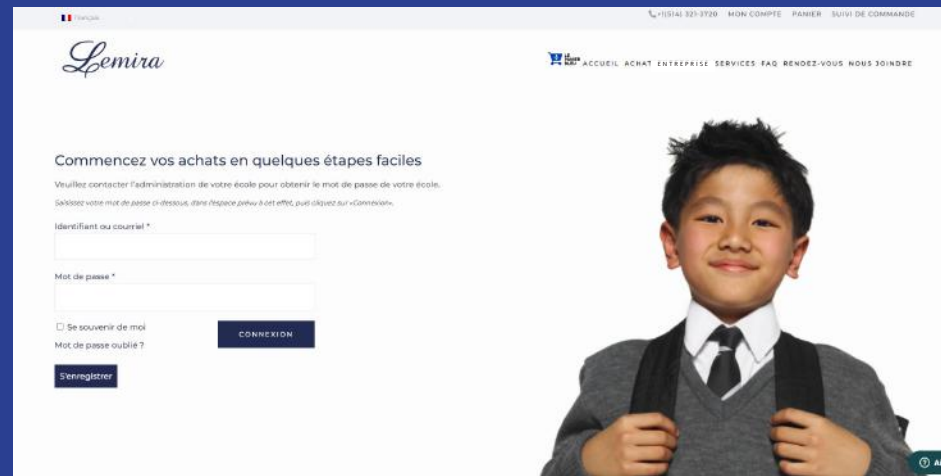 Français
+1(514) 321-3720 MON COMPTE PANIER SUIVI DE COMMANDE
Lemira
LE PANIER BLEU
ACCUEIL ACHAT ENTREPRISE SERVICES FAQ RENDEZ-VOUS NOUS JOINDRE
Commencez vos achats en quelques étapes faciles
Veuillez contacter l'administration de votre école pour obtenir le mot de passe de votre école.
Saisissez votre mot de passe ci-dessous, dans l'espace prévu à cet effet, puis cliquez sur «Connexion».
Identifiant ou courriel *
Mot de passe *
Se souvenir de moi
CONNEXION
Mot de passe oublié ?
S'enregistrer